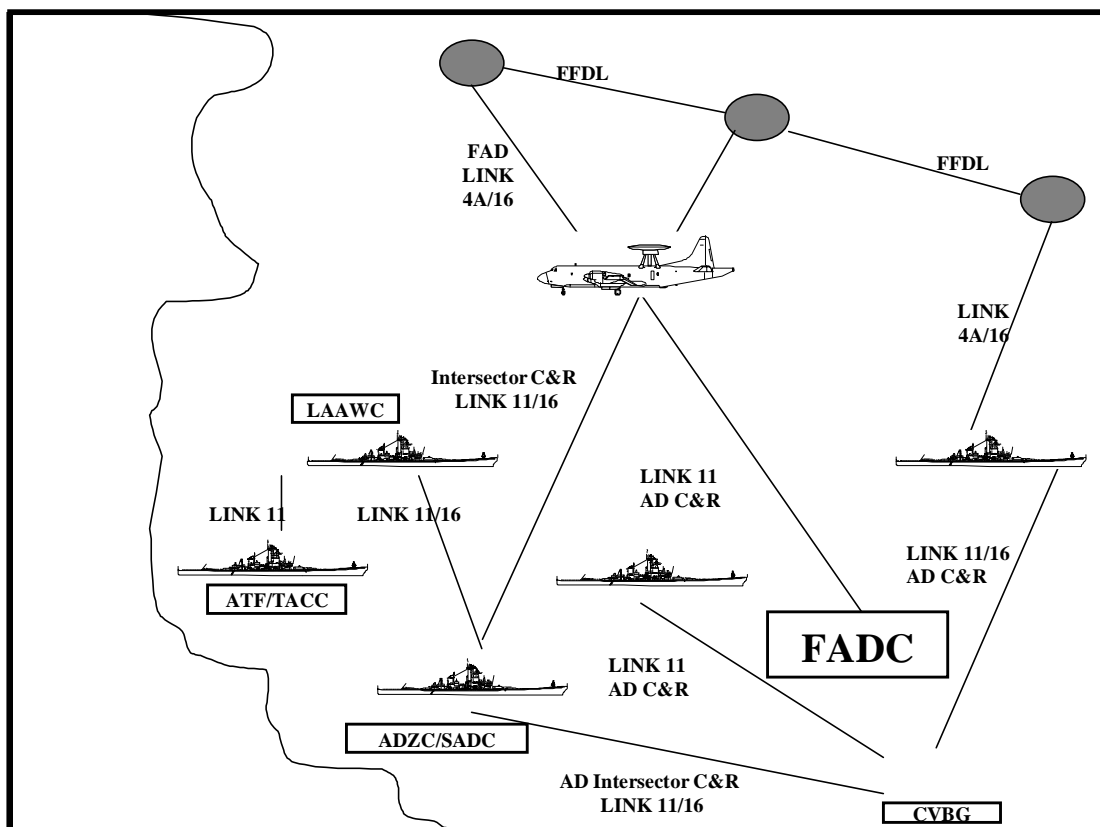 FFDL
FAD
LINK
4A/16
FFDL
LINK
4A/16
Intersector C&R
LINK 11/16
LAAWC
LINK 11
AD C&R
LINK 11
LINK 11/16
LINK 11/16
AD C&R
ATF/TACC
FADC
LINK 11
AD C&R
ADZC/SADC
AD Intersector C&R
LINK 11/16
CVBG